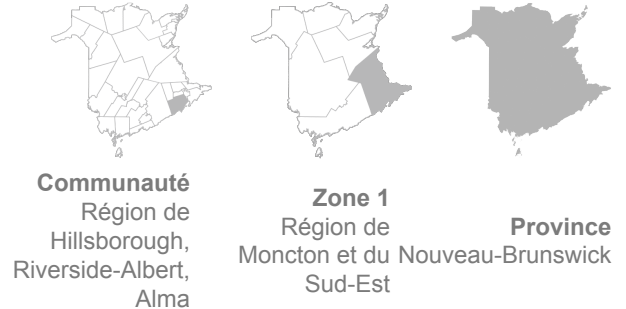 Communauté
Région de
Hillsborough,
Riverside-Albert,
Alma
Zone 1
Région de
Moncton et du
Sud-Est
Province
Nouveau-Brunswick